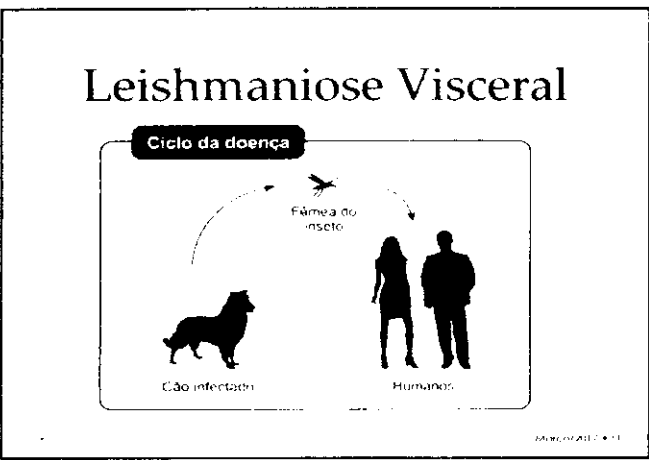 Leishmaniose Visceral
Ciclo da doença
Fêmea do
inseto
Cão infectado
Humanos